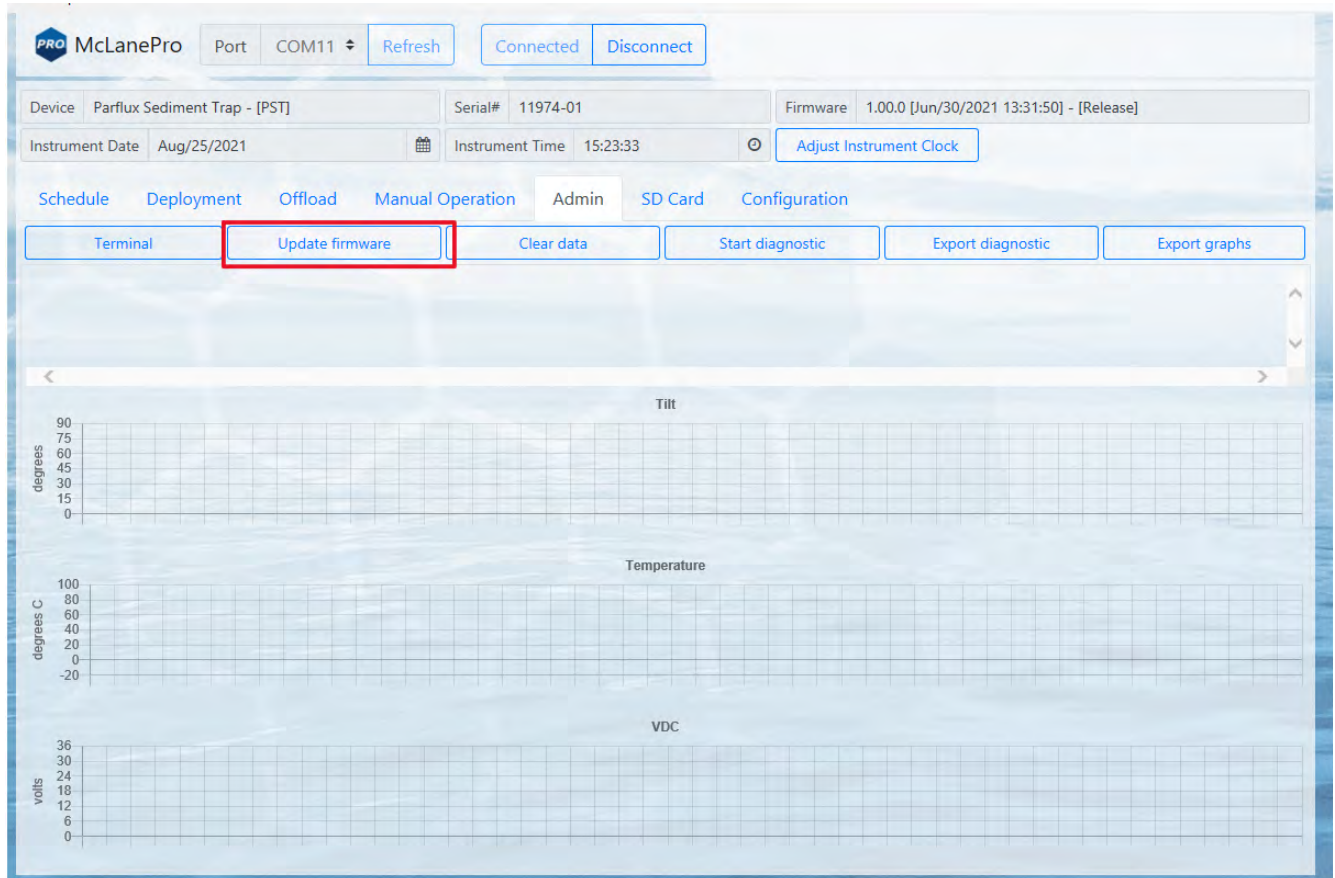 PRO McLanePro Port COM11 Refresh Connected Disconnect
Device Parflux Sediment Trap - [PST] Serial# 11974-01 Firmware 1.00.0 [Jun/30/2021 13:31:50] - [Release]
Instrument Date Aug/25/2021 Instrument Time 15:23:33 Adjust Instrument Clock
Schedule Deployment Offload Manual Operation Admin SD Card Configuration
Terminal Update firmware Clear data Start diagnostic Export diagnostic Export graphs
Tilt
degrees
90
75
60
45
30
15
0
Temperature
degrees C
100
80
60
40
20
0
-20
VDC
volts
36
30
24
18
12
6
0